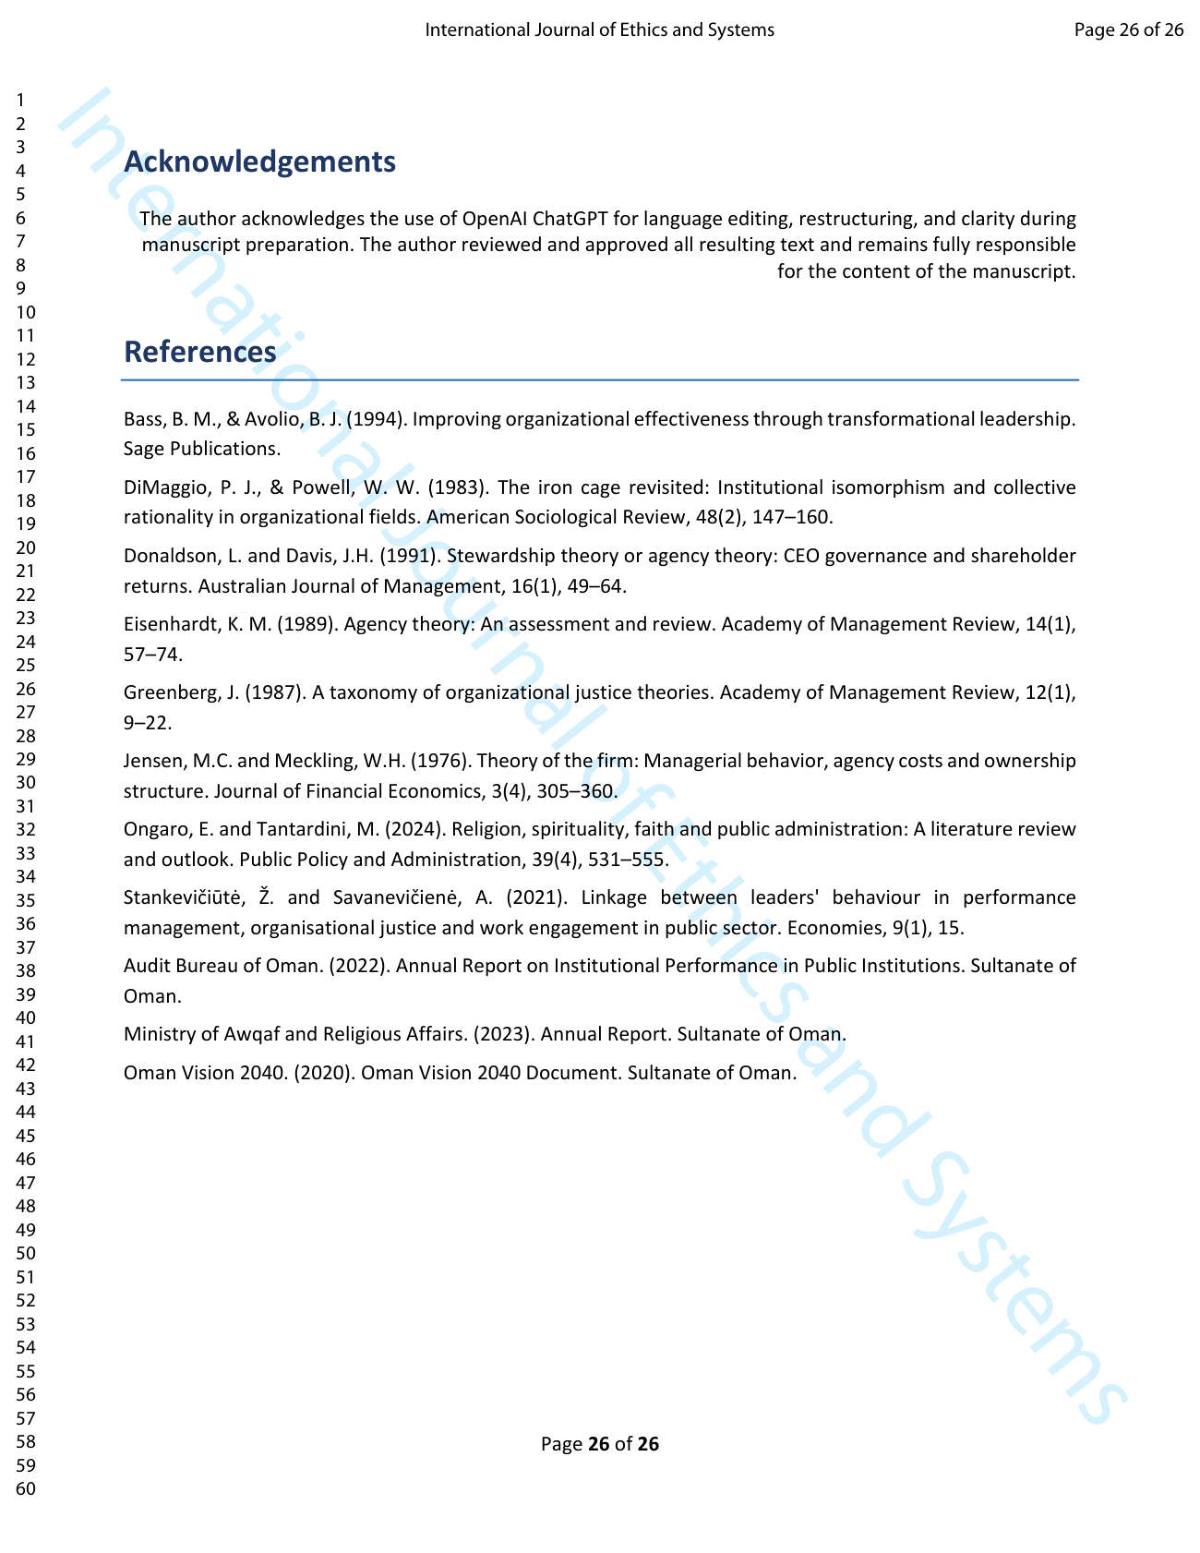 International Journal of Ethics and Systems
Page 26 of 26
1
2
3
4
5
6
7
8
9
10
11
12
13
14
15
16
17
18
19
20
21
22
23
24
25
26
27
28
29
30
31
32
33
34
35
36
37
38
39
40
41
42
43
44
45
46
47
48
49
50
51
52
53
54
55
56
57
58
59
60
Acknowledgements
The author acknowledges the use of OpenAI ChatGPT for language editing, restructuring, and clarity during
manuscript preparation. The author reviewed and approved all resulting text and remains fully responsible
for the content of the manuscript.
References
Bass, B. M., & Avolio, B. J. (1994). Improving organizational effectiveness through transformational leadership.
Sage Publications.
DiMaggio, P. J., & Powell, W. W. (1983). The iron cage revisited: Institutional isomorphism and collective
rationality in organizational fields. American Sociological Review, 48(2), 147–160.
Donaldson, L. and Davis, J.H. (1991). Stewardship theory or agency theory: CEO governance and shareholder
returns. Australian Journal of Management, 16(1), 49–64.
Eisenhardt, K. M. (1989). Agency theory: An assessment and review. Academy of Management Review, 14(1),
57–74.
Greenberg, J. (1987). A taxonomy of organizational justice theories. Academy of Management Review, 12(1),
9–22.
Jensen, M.C. and Meckling, W.H. (1976). Theory of the firm: Managerial behavior, agency costs and ownership
structure. Journal of Financial Economics, 3(4), 305–360.
Ongaro, E. and Tantardini, M. (2024). Religion, spirituality, faith and public administration: A literature review
and outlook. Public Policy and Administration, 39(4), 531–555.
Stankevičiūtė, Ž. and Savanevičienė, A. (2021). Linkage between leaders' behaviour in performance
management, organisational justice and work engagement in public sector. Economies, 9(1), 15.
Audit Bureau of Oman. (2022). Annual Report on Institutional Performance in Public Institutions. Sultanate of
Oman.
Ministry of Awqaf and Religious Affairs. (2023). Annual Report. Sultanate of Oman.
Oman Vision 2040. (2020). Oman Vision 2040 Document. Sultanate of Oman.
International Journal of Ethics and Systems
Page 26 of 26